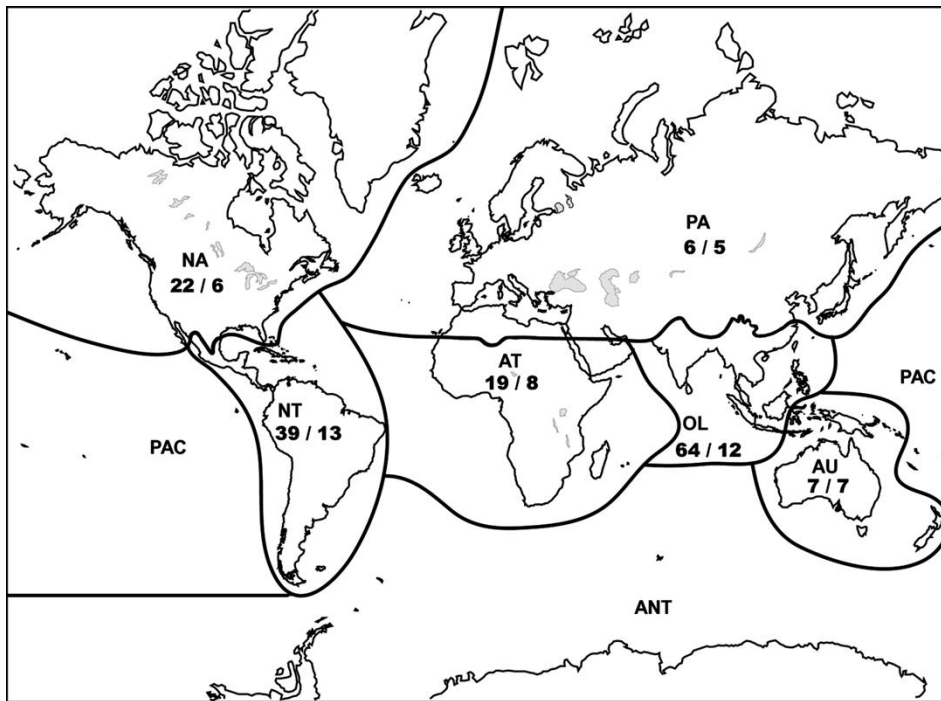 PA
6 / 5
NA
22 / 6
AT
19 / 8
PAC
NT
39 / 13
OL
64 / 12
PAC
AU
7 / 7
ANT